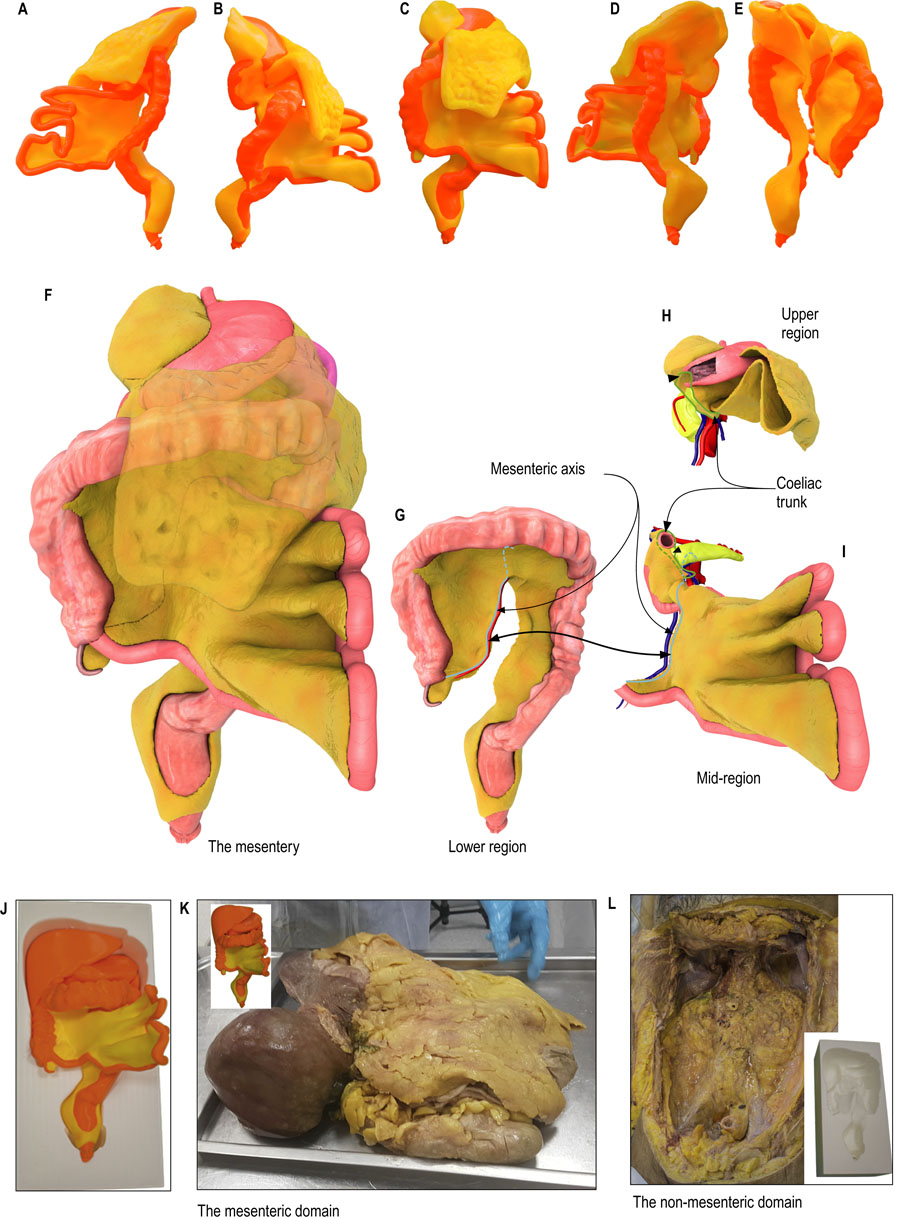 A
B
C
D
E
F
H
Upper
region
Mesenteric axis
Coeliac
trunk
G
I
Mid-region
The mesentery
Lower region
J
K
L
The mesenteric domain
The non-mesenteric domain